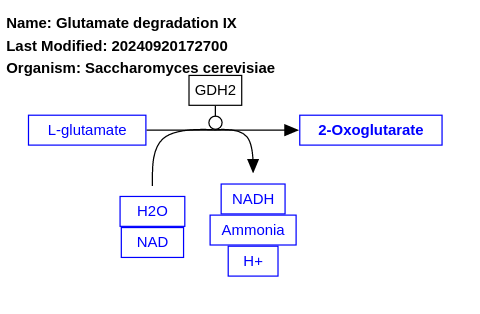 Name: Glutamate degradation IX
Last Modified: 20240920172700
Organism: Saccharomyces cerevisiae
GDH2
L-glutamate
2-Oxoglutarate
H2O
NAD
NADH
Ammonia
H+